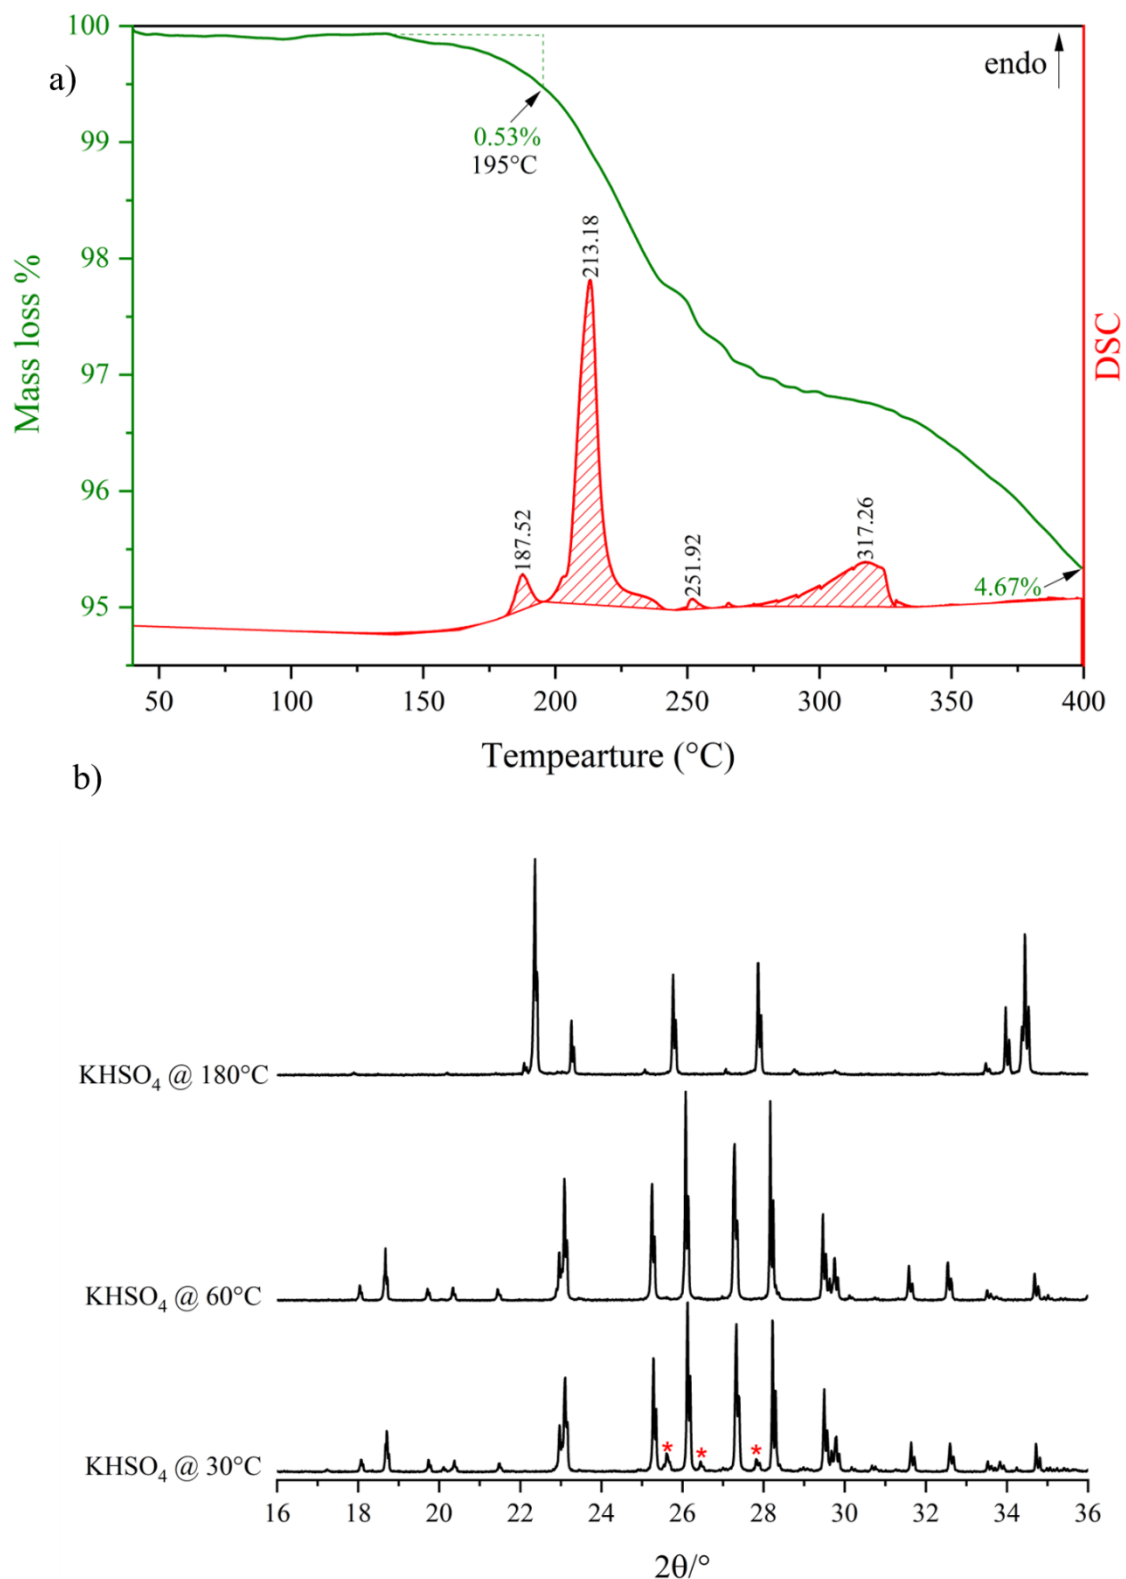 a)
endo
Mass loss %
100
99
98
97
96
95
0.53%
195°C
187.52
213.18
251.92
317.26
4.67%
DSC
50 100 150 200 250 300 350 400
Tempearture (°C)
b)
KHSO₄ @ 180°C
KHSO₄ @ 60°C
* * *
KHSO₄ @ 30°C
16 18 20 22 24 26 28 30 32 34 36
2θ/°